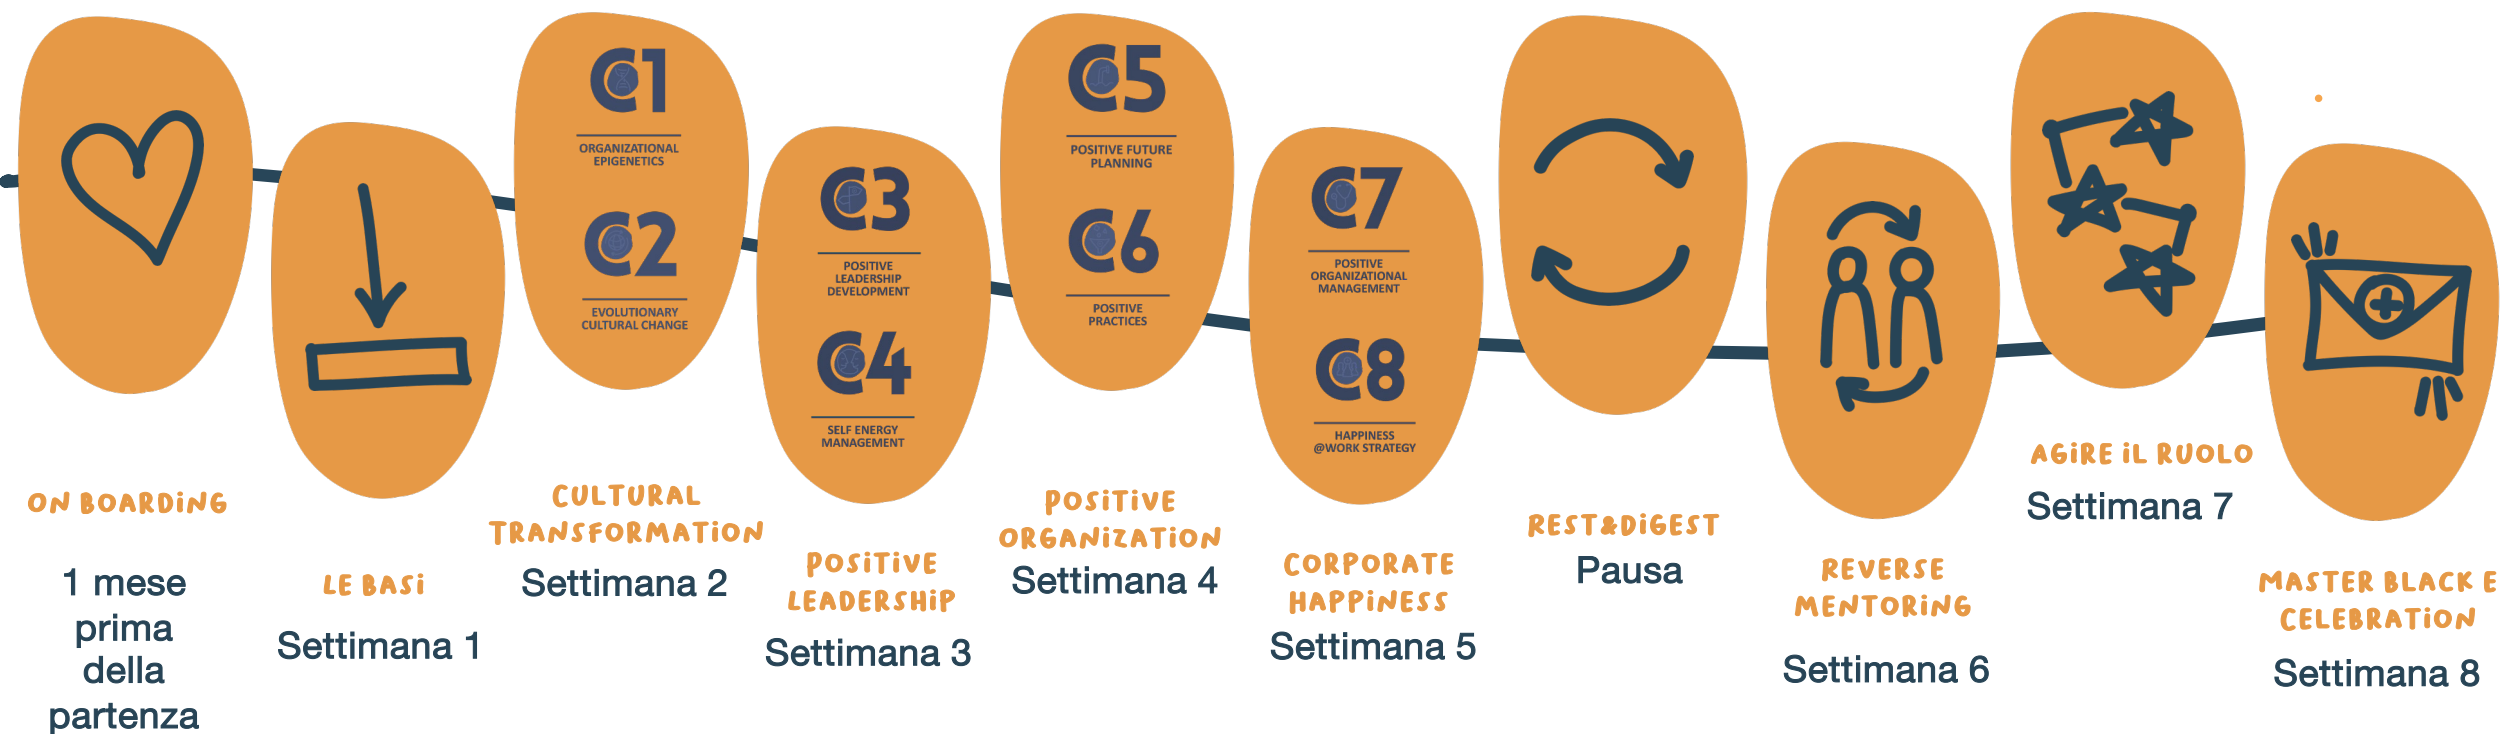 ON BOARDiNG
1 mese
prima
della
partenza
LE BASi
Settimana 1
C1
ORGANIZATIONAL
EPIGENETICS
C2
EVOLUTIONARY
CULTURAL CHANGE
CULTURAL
TRANSFORMATiON
Settimana 2
C3
POSITIVE
LEADERSHIP
DEVELOPMENT
C4
SELF ENERGY
MANAGEMENT
POSiTiVE
LEADERSHiP
Settimana 3
C5
POSITIVE FUTURE
PLANNING
C6
POSITIVE
PRACTICES
POSiTiVE
ORGANiZATION
Settimana 4
C7
POSITIVE
ORGANIZATIONAL
MANAGEMENT
C8
HAPPINESS
@WORK STRATEGY
CORPORATE
HAPPiNESS
Settimana 5
REST&DiGEST
Pausa
REVERSE
MENTORiNG
Settimana 6
AGiRE iL RUOLO
Settimana 7
MASTER BLACK E
CELEBRATiON
Settimana 8